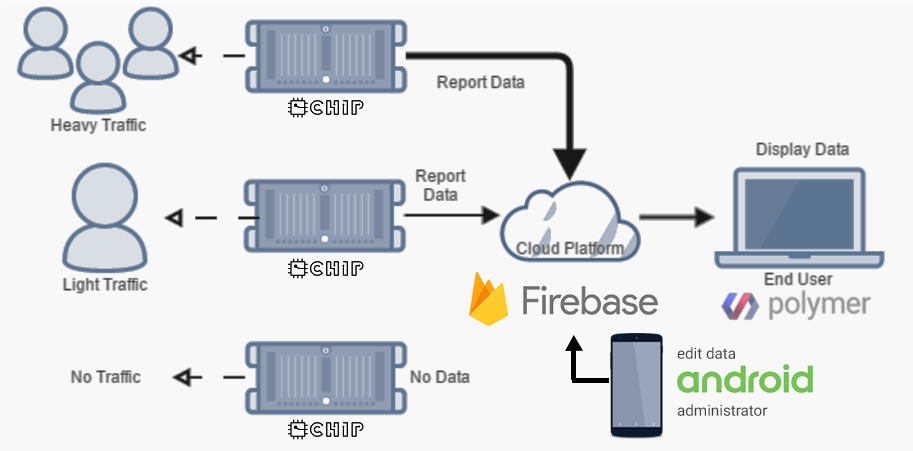 Heavy Traffic
CHIP
Report Data
Light Traffic
CHIP
Report
Data
Cloud Platform
Firebase
Display Data
End User
polymer
No Traffic
CHIP
No Data
edit data
android
administrator